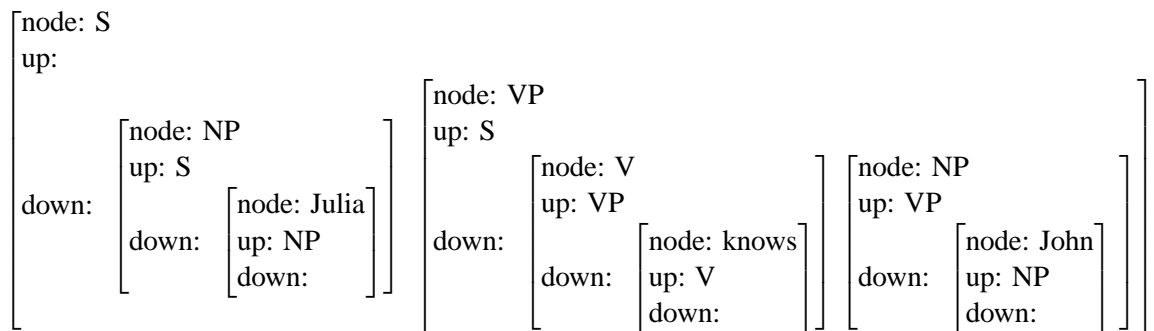 node: S
up:
down:
node: NP
up: S
down:
node: Julia
up: NP
down:
node: VP
up: S
down:
node: V
up: VP
down:
node: knows
up: V
down:
node: NP
up: VP
down:
node: John
up: NP
down: